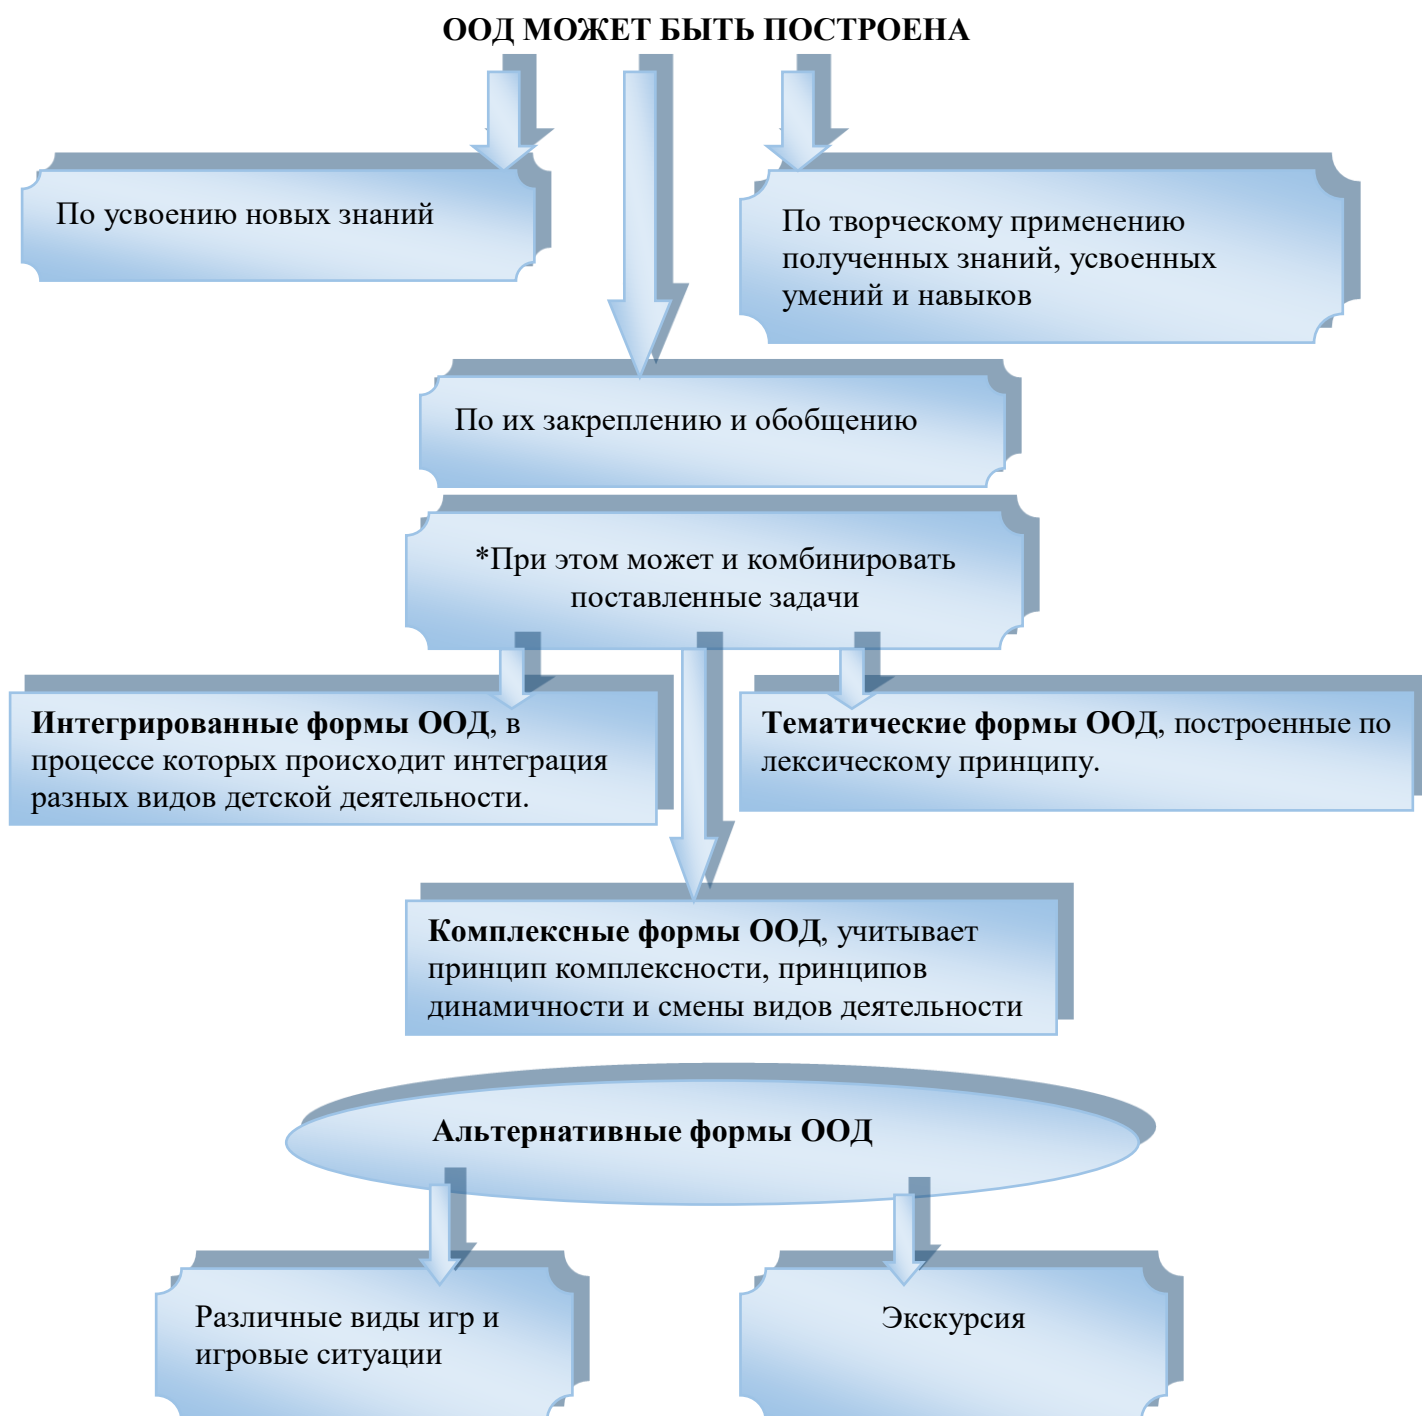 ООД МОЖЕТ БЫТЬ ПОСТРОЕНА
По усвоению новых знаний
По творческому применению
полученных знаний, усвоенных
умений и навыков
По их закреплению и обобщению
*При этом может и комбинировать
поставленные задачи
Интегрированные формы ООД, в
процессе которых происходит интеграция
разных видов детской деятельности.
Тематические формы ООД, построенные по
лексическому принципу.
Комплексные формы ООД, учитывает
принцип комплексности, принципов
динамичности и смены видов деятельности
Альтернативные формы ООД
Различные виды игр и
игровые ситуации
Экскурсия